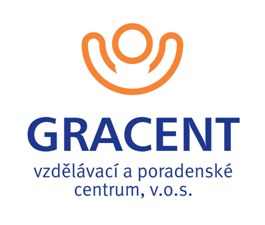 GRACENT
vzdělávací a poradenské
centrum, v.o.s.